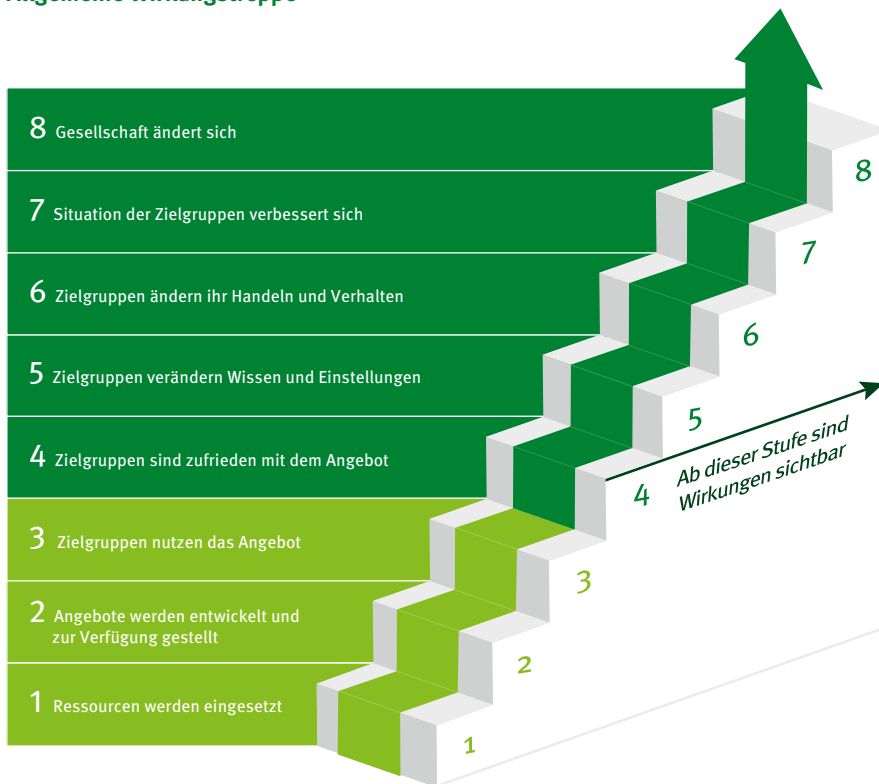 Allgemeine Wirkungstreppe
8 Gesellschaft ändert sich
7 Situation der Zielgruppen verbessert sich
6 Zielgruppen ändern ihr Handeln und Verhalten
5 Zielgruppen verändern Wissen und Einstellungen
4 Zielgruppen sind zufrieden mit dem Angebot
3 Zielgruppen nutzen das Angebot
2 Angebote werden entwickelt und
zur Verfügung gestellt
1 Ressourcen werden eingesetzt
8
7
6
5
4
Ab dieser Stufe sind
Wirkungen sichtbar
3
2
1